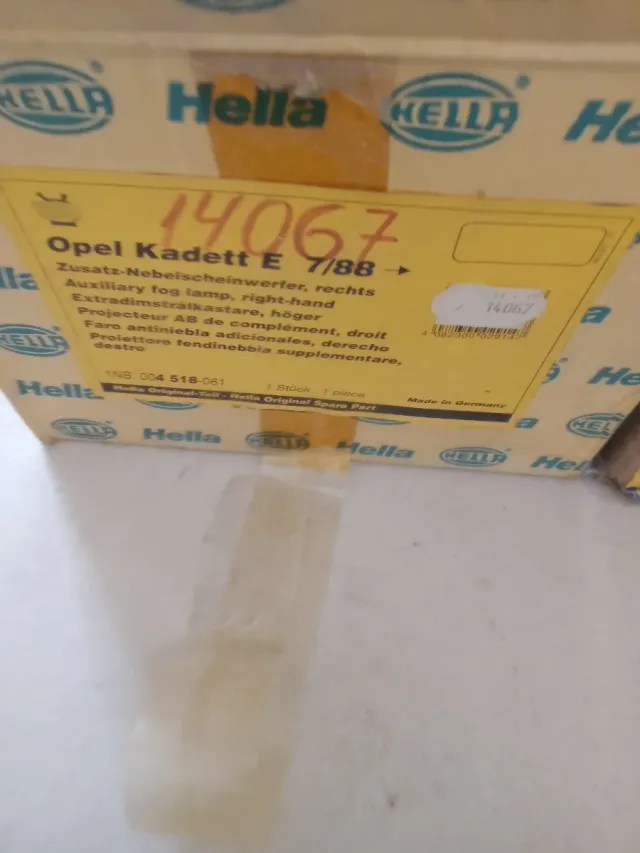 HELLA Hella HELLA He
14067
Opel Kadett E 7/88 →
Zusatz-Nebelscheinwerfer, rechts
Auxiliary fog lamp, right-hand
Extradimstrålkastare, höger
Projecteur AB de complément, droit
Faro antiniebla adicionales, derecho
Proiettore fendinebbia supplementare,
destro
14067
1NB 004 518-061 1 Stück 1 piece
Made in Germany
Hella Original-Teil - Hella Original Spare Part
Hella
HELLA Hella HELLA Hella HELLA Hel